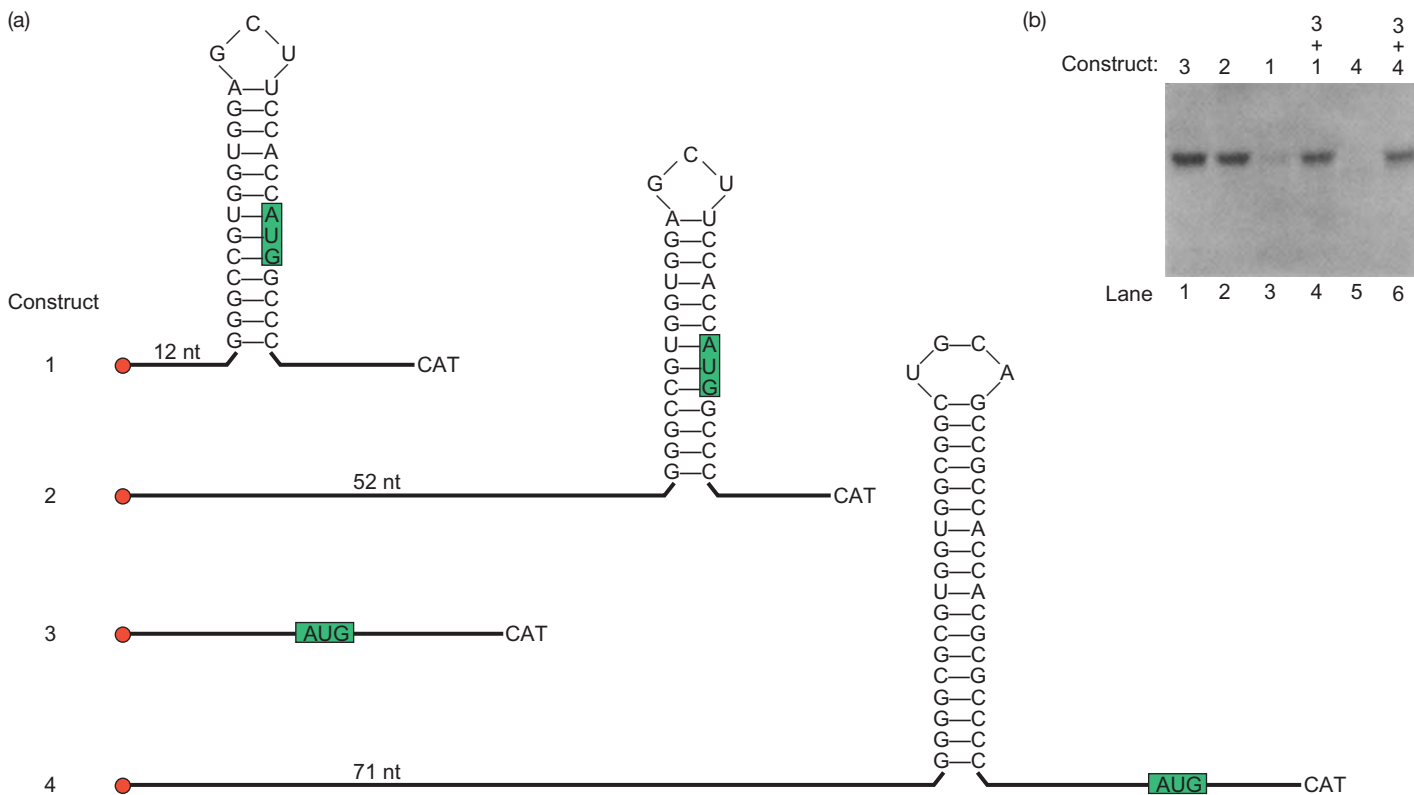 (a)
C
G U
A–U
G–C
G–C
U–A
G–C
G–C
U–A
G–U
C–G
C–G
G–C
G–C
G–C
Construct
1
12 nt
CAT
C
G U
A–U
G–C
G–C
U–A
G–C
G–C
U–A
G–U
C–G
C–G
G–C
G–C
G–C
2
52 nt
CAT
3
AUG
CAT
G C
U A
C–G
G–C
G–C
C–G
G–C
G–C
U–A
G–C
G–C
U–A
G–C
C–G
G–C
C–G
G–C
G–C
G–C
G–C
4
71 nt
AUG
CAT
(b)
3 3
+ +
Construct: 3 2 1 1 4 4
Lane 1 2 3 4 5 6